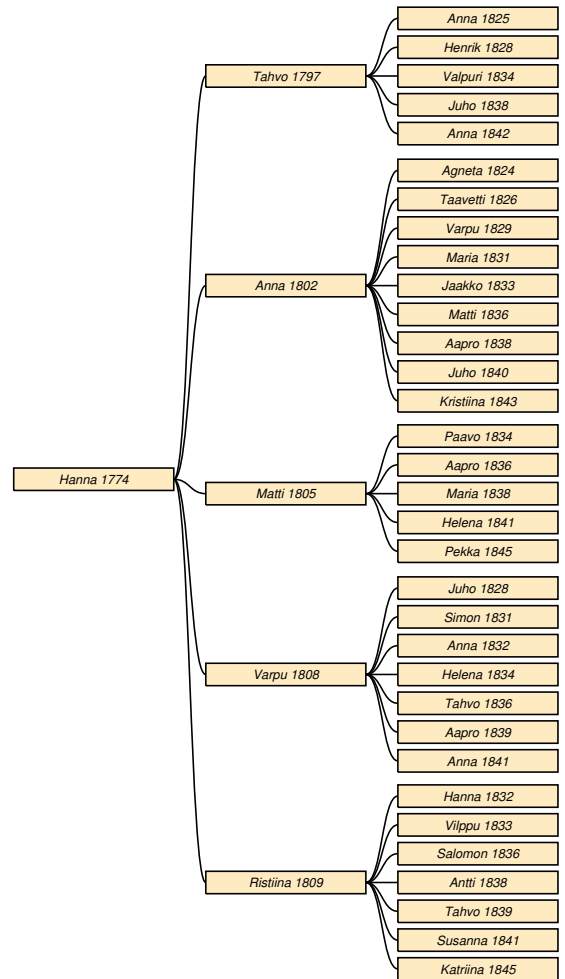 Anna 1825
Henrik 1828
Tahvo 1797
Valpuri 1834
Juho 1838
Anna 1842
Agneta 1824
Taavetti 1826
Varpu 1829
Maria 1831
Anna 1802
Jaakko 1833
Matti 1836
Aapro 1838
Juho 1840
Kristiina 1843
Paavo 1834
Aapro 1836
Hanna 1774
Matti 1805
Maria 1838
Helena 1841
Pekka 1845
Juho 1828
Simon 1831
Anna 1832
Varpu 1808
Helena 1834
Tahvo 1836
Aapro 1839
Anna 1841
Hanna 1832
Vilppu 1833
Salomon 1836
Ristiina 1809
Antti 1838
Tahvo 1839
Susanna 1841
Katriina 1845